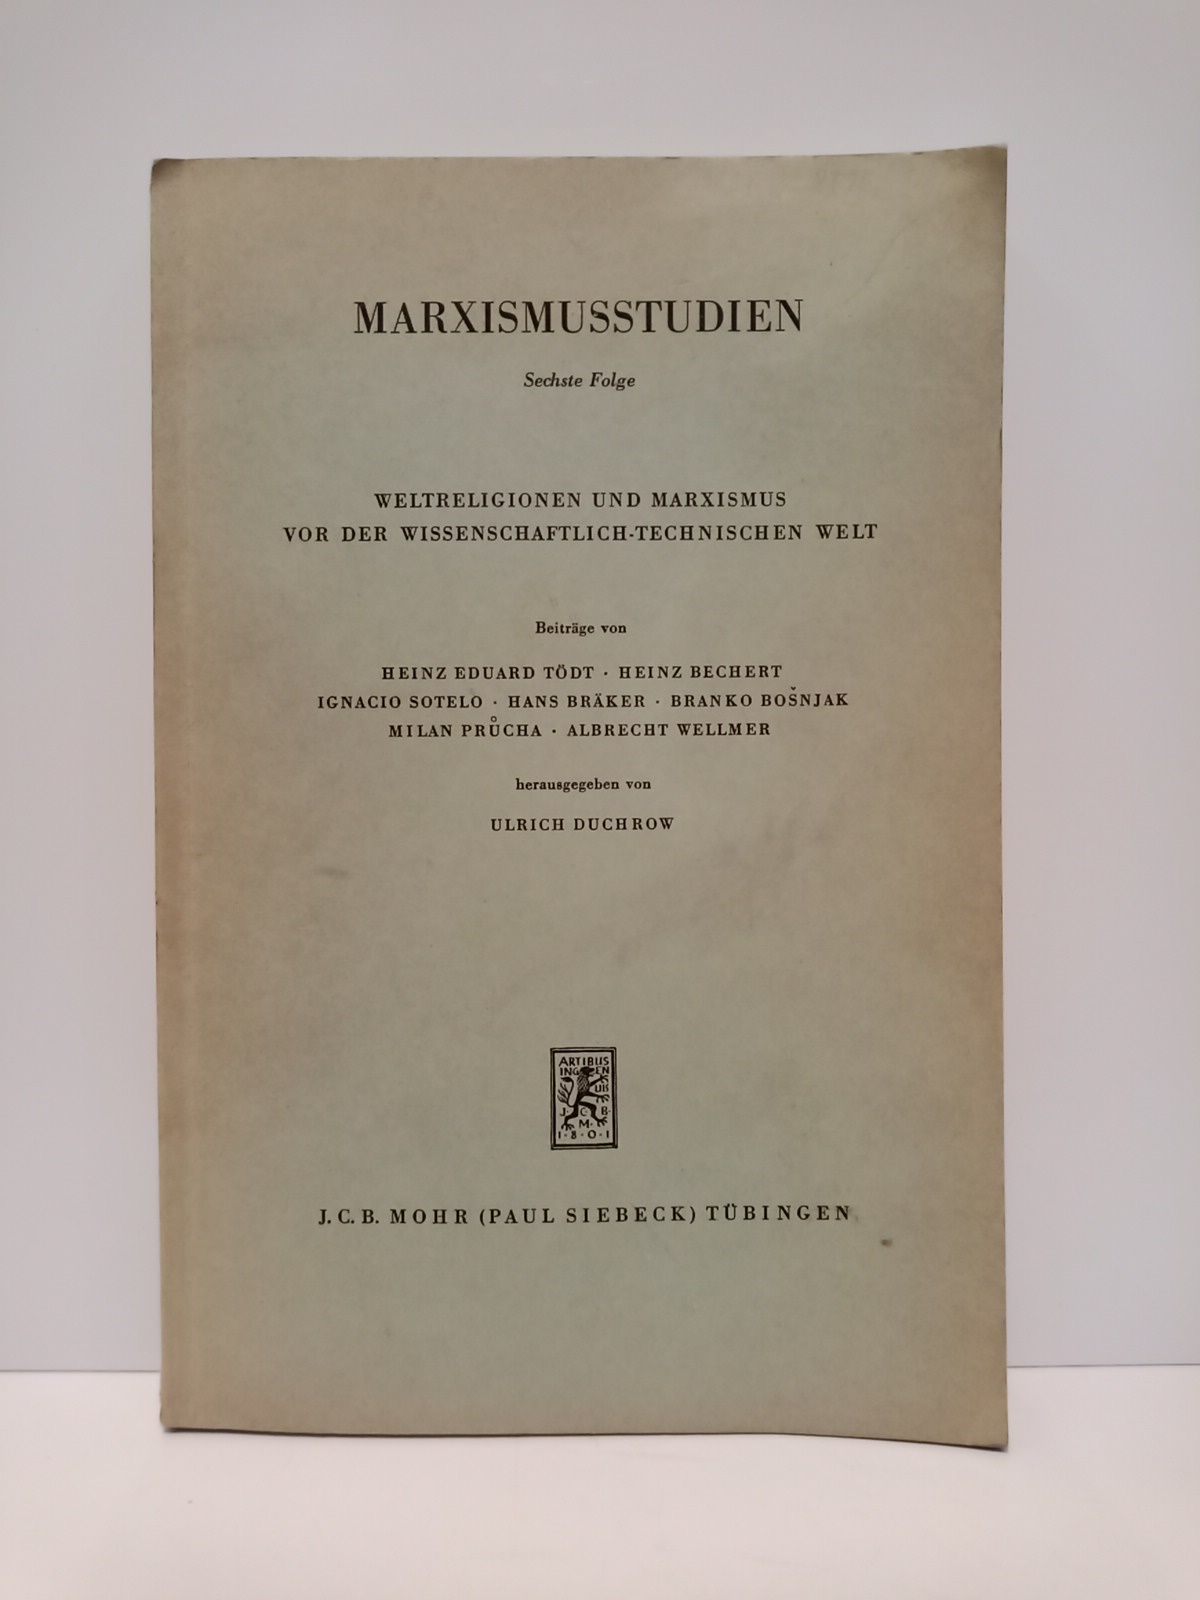 MARXISMUSSTUDIEN
Sechste Folge
WELTRELIGIONEN UND MARXISMUS
VOR DER WISSENSCHAFTLICH-TECHNISCHEN WELT
Beiträge von
HEINZ EDUARD TÖDT · HEINZ BECHERT
IGNACIO SOTELO · HANS BRÄKER · BRANKO BOŠNJAK
MILAN PRŮCHA · ALBRECHT WELLMER
herausgegeben von
ULRICH DUCHROW
ARTIBUS
INGEN
UIS
J·C·B·
M·
1·8·0·1
J. C. B. MOHR (PAUL SIEBECK) TÜBINGEN